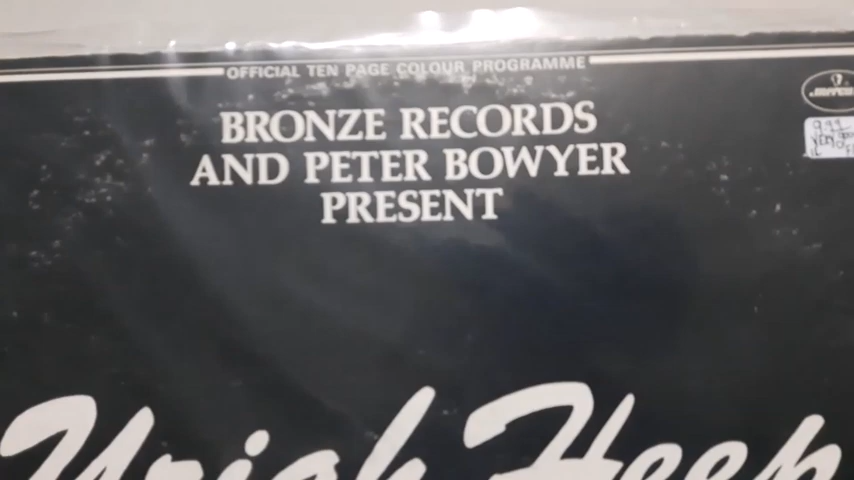 OFFICIAL TEN PAGE COLOUR PROGRAMME
BRONZE RECORDS
AND PETER BOWYER
PRESENT
Uriah Heep